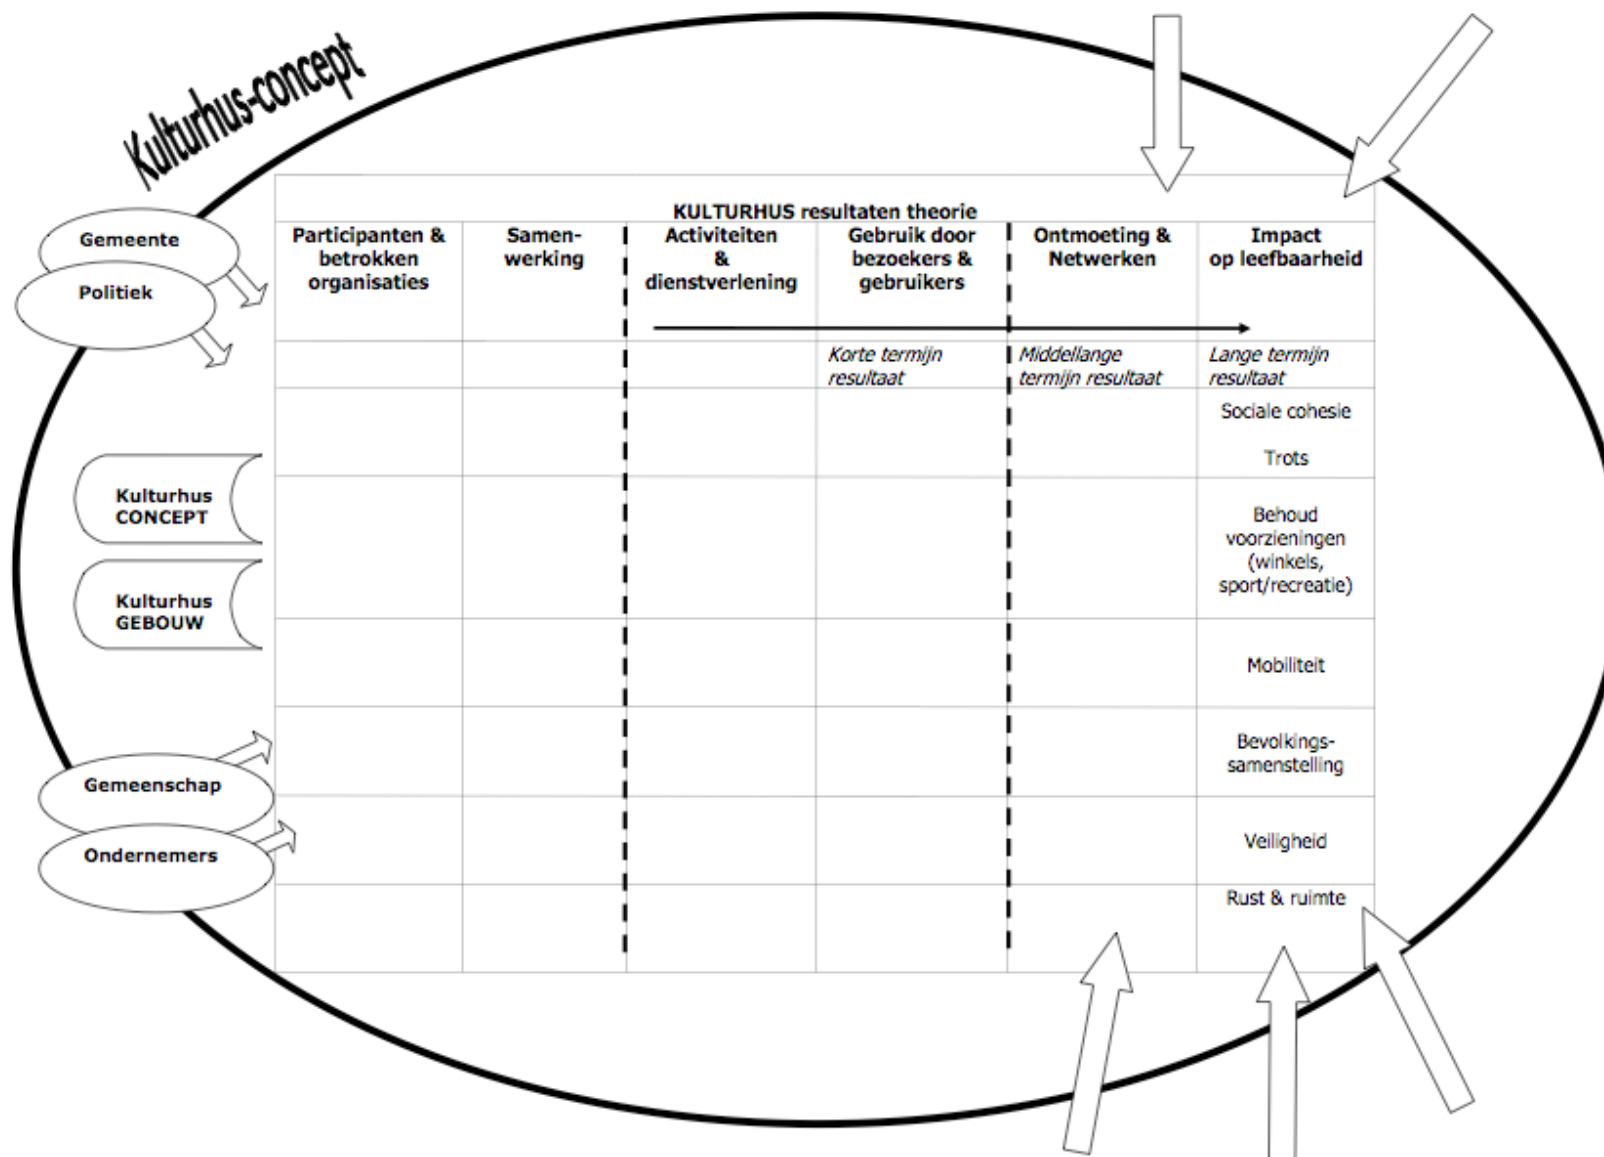 Kulturhus-concept
KULTURHUS resultaten theorie
Gemeente
Politiek
Participanten &
betrokken
organisaties
Samen-
werking
Activiteiten
&
dienstverlening
Gebruik door
bezoekers &
gebruikers
Ontmoeting &
Netwerken
Impact
op leefbaarheid
Korte termijn
resultaat
Middellange
termijn resultaat
Lange termijn
resultaat
Sociale cohesie
Trots
Kulturhus
CONCEPT
Behoud
voorzieningen
(winkels,
sport/recreatie)
Kulturhus
GEBOUW
Mobiliteit
Bevolkings-
samenstelling
Gemeenschap
Ondernemers
Veiligheid
Rust & ruimte